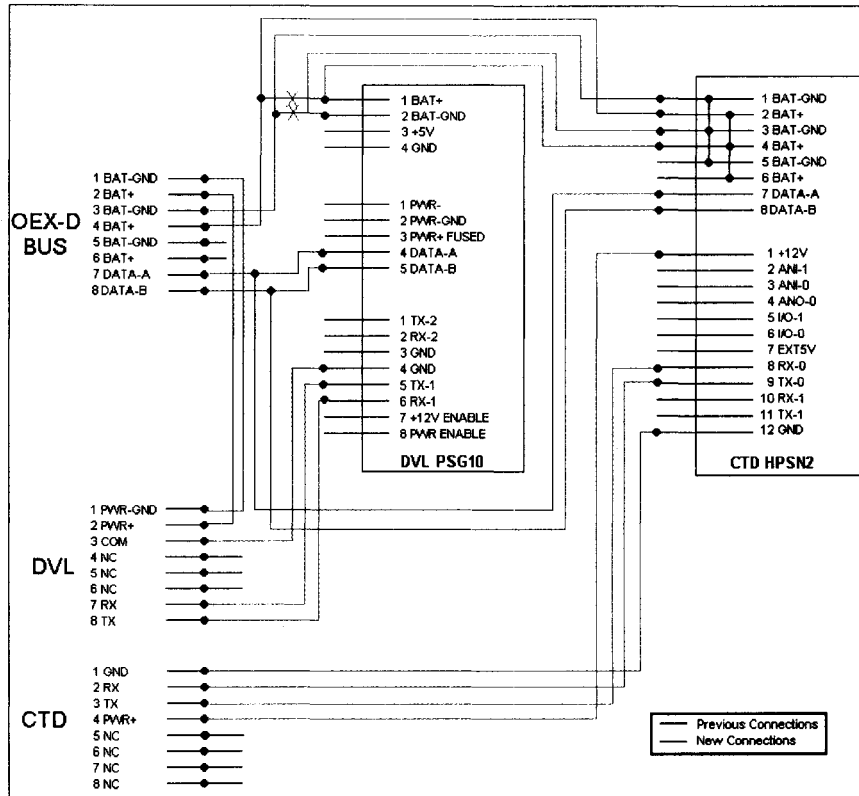 OEX-D
BUS
1 BAT-GND
2 BAT+
3 BAT-GND
4 BAT+
5 BAT-GND
6 BAT+
7 DATA-A
8 DATA-B
DVL
1 PWR-GND
2 PWR+
3 COM
4 NC
5 NC
6 NC
7 RX
8 TX
CTD
1 GND
2 RX
3 TX
4 PWR+
5 NC
6 NC
7 NC
8 NC
1 BAT+
2 BAT-GND
3 +5V
4 GND
1 PWR-
2 PWR-GND
3 PWR+ FUSED
4 DATA-A
5 DATA-B
1 TX-2
2 RX-2
3 GND
4 GND
5 TX-1
6 RX-1
7 +12V ENABLE
8 PWR ENABLE
DVL PSG10
1 BAT-GND
2 BAT+
3 BAT-GND
4 BAT+
5 BAT-GND
6 BAT+
7 DATA-A
8 DATA-B
1 +12V
2 ANI-1
3 ANI-0
4 ANO-0
5 I/O-1
6 I/O-0
7 EXT5V
8 RX-0
9 TX-0
10 RX-1
11 TX-1
12 GND
CTD HPSN2
Previous Connections
New Connections